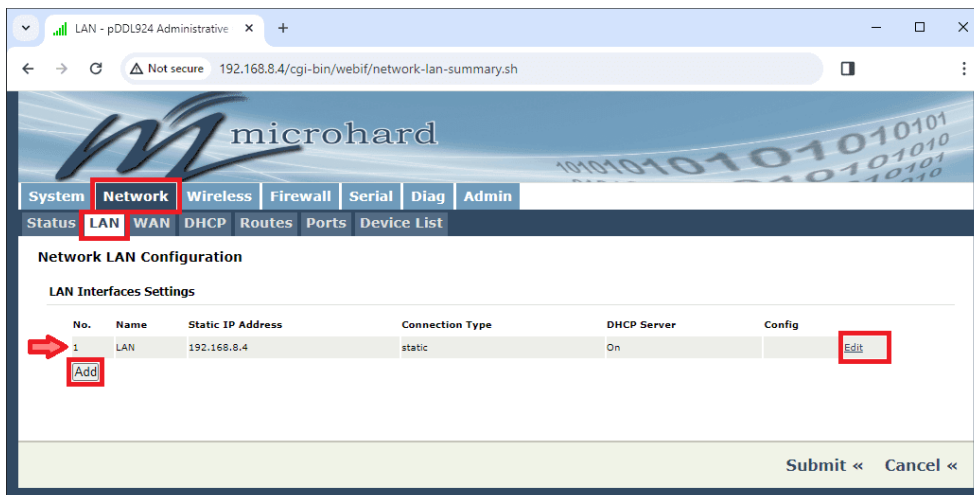 LAN - pDDL924 Administrative
Not secure 192.168.8.4/cgi-bin/webif/network-lan-summary.sh
microhard
System Network Wireless Firewall Serial Diag Admin
Status LAN WAN DHCP Routes Ports Device List
Network LAN Configuration
LAN Interfaces Settings
No. Name Static IP Address Connection Type DHCP Server Config
1 LAN 192.168.8.4 static On Edit
Add
Submit « Cancel «